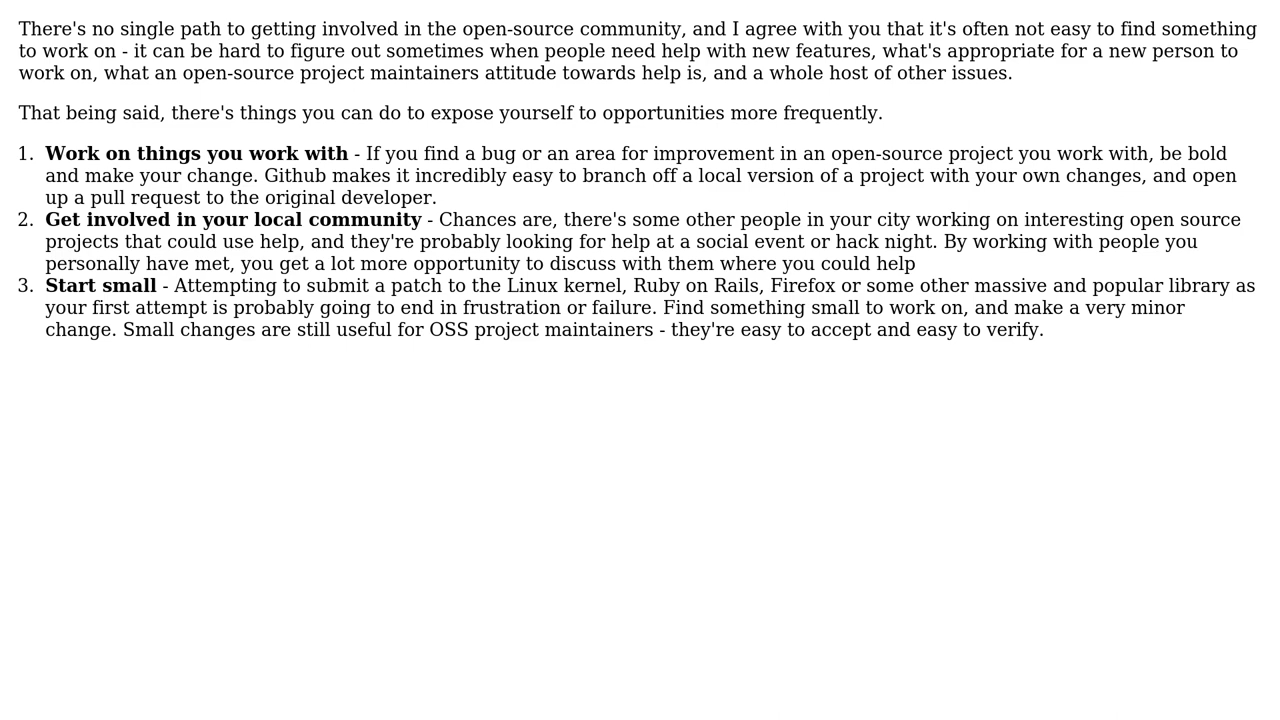 There's no single path to getting involved in the open-source community, and I agree with you that it's often not easy to find something
to work on - it can be hard to figure out sometimes when people need help with new features, what's appropriate for a new person to
work on, what an open-source project maintainers attitude towards help is, and a whole host of other issues.
That being said, there's things you can do to expose yourself to opportunities more frequently.
1. Work on things you work with - If you find a bug or an area for improvement in an open-source project you work with, be bold
and make your change. Github makes it incredibly easy to branch off a local version of a project with your own changes, and open
up a pull request to the original developer.
2. Get involved in your local community - Chances are, there's some other people in your city working on interesting open source
projects that could use help, and they're probably looking for help at a social event or hack night. By working with people you
personally have met, you get a lot more opportunity to discuss with them where you could help
3. Start small - Attempting to submit a patch to the Linux kernel, Ruby on Rails, Firefox or some other massive and popular library as
your first attempt is probably going to end in frustration or failure. Find something small to work on, and make a very minor
change. Small changes are still useful for OSS project maintainers - they're easy to accept and easy to verify.